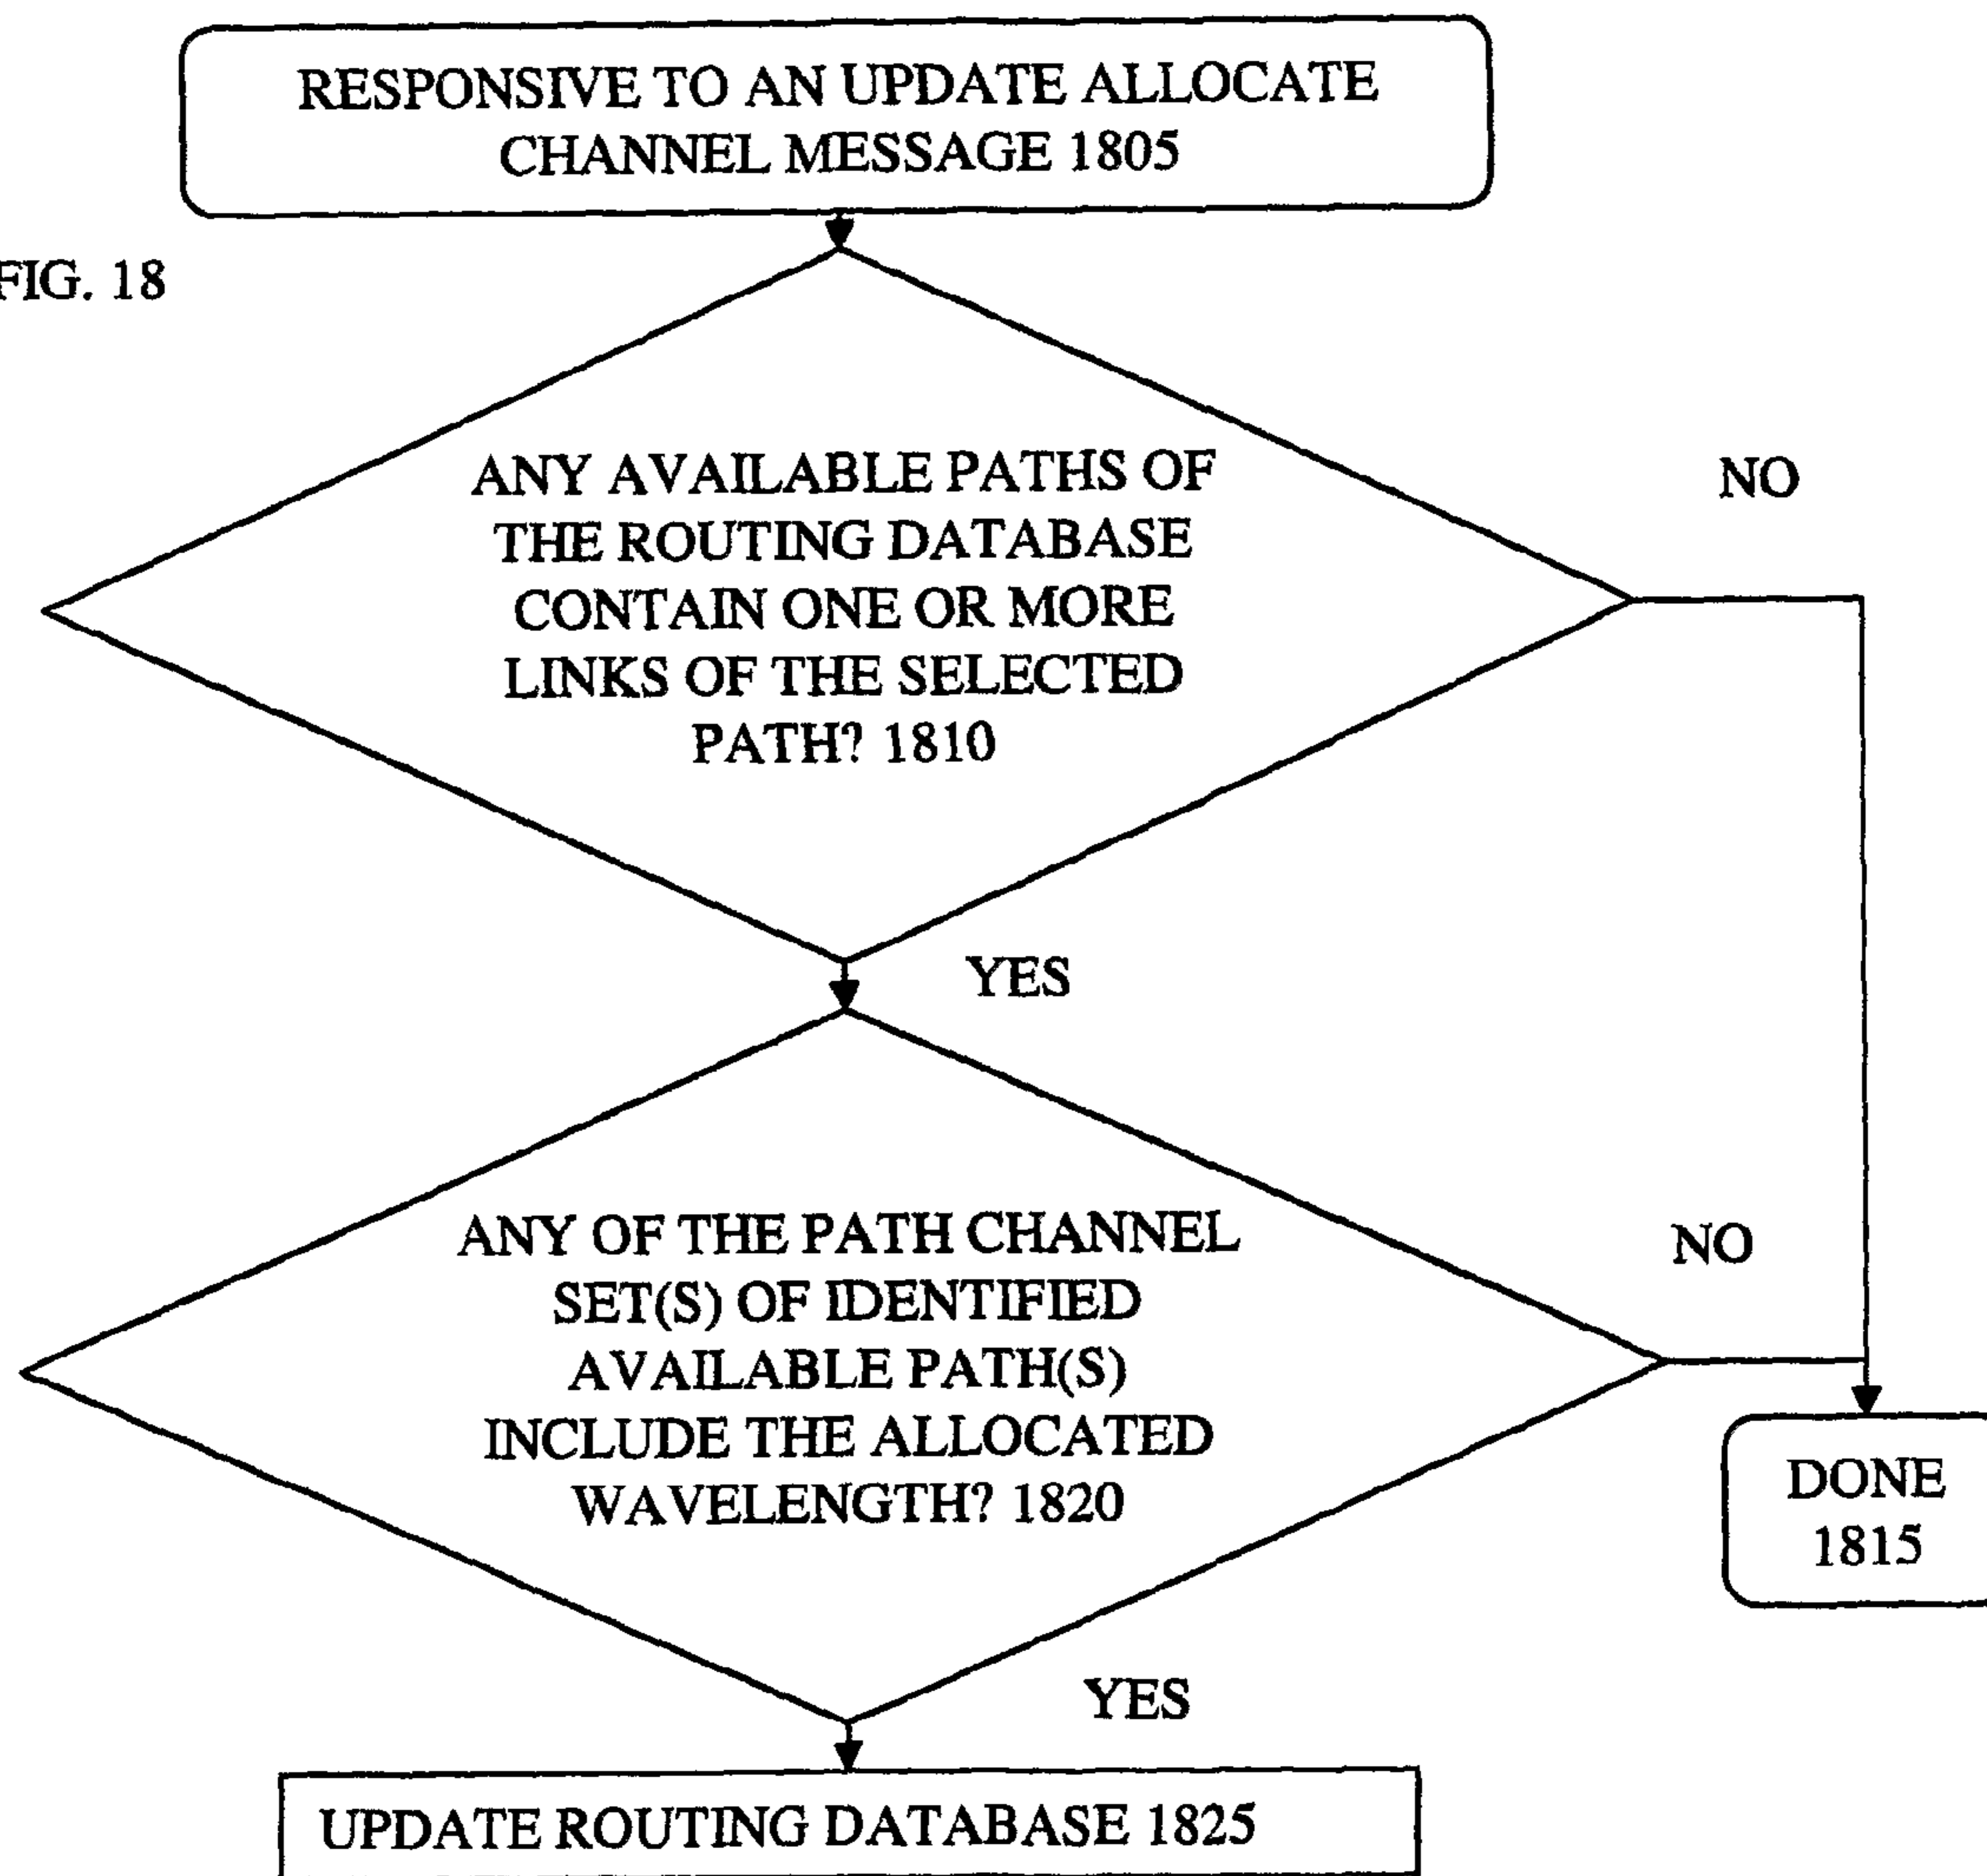 RESPONSIVE TO AN UPDATE ALLOCATE
CHANNEL MESSAGE 1805
FIG. 18
ANY AVAILABLE PATHS OF
THE ROUTING DATABASE
CONTAIN ONE OR MORE
LINKS OF THE SELECTED
PATH? 1810
NO
YES
ANY OF THE PATH CHANNEL
SET(S) OF IDENTIFIED
AVAILABLE PATH(S)
INCLUDE THE ALLOCATED
WAVELENGTH? 1820
NO
DONE
1815
YES
UPDATE ROUTING DATABASE 1825